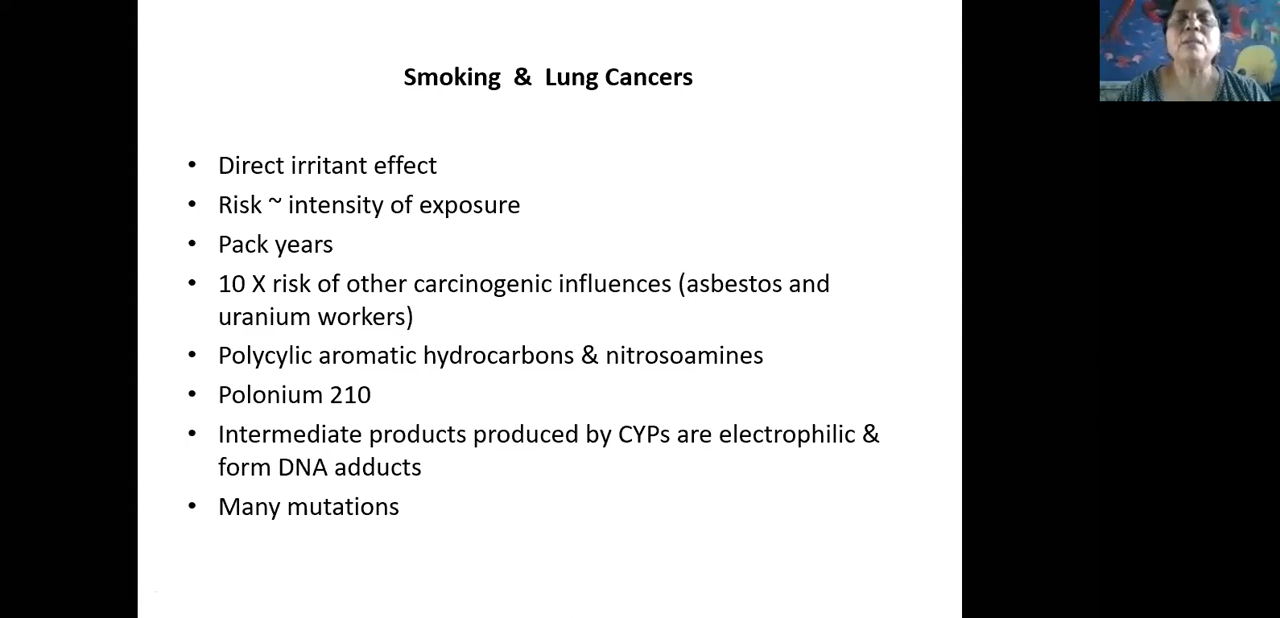 Smoking & Lung Cancers
• Direct irritant effect
• Risk ~ intensity of exposure
• Pack years
• 10 X risk of other carcinogenic influences (asbestos and
uranium workers)
• Polycylic aromatic hydrocarbons & nitrosoamines
• Polonium 210
• Intermediate products produced by CYPs are electrophilic &
form DNA adducts
• Many mutations